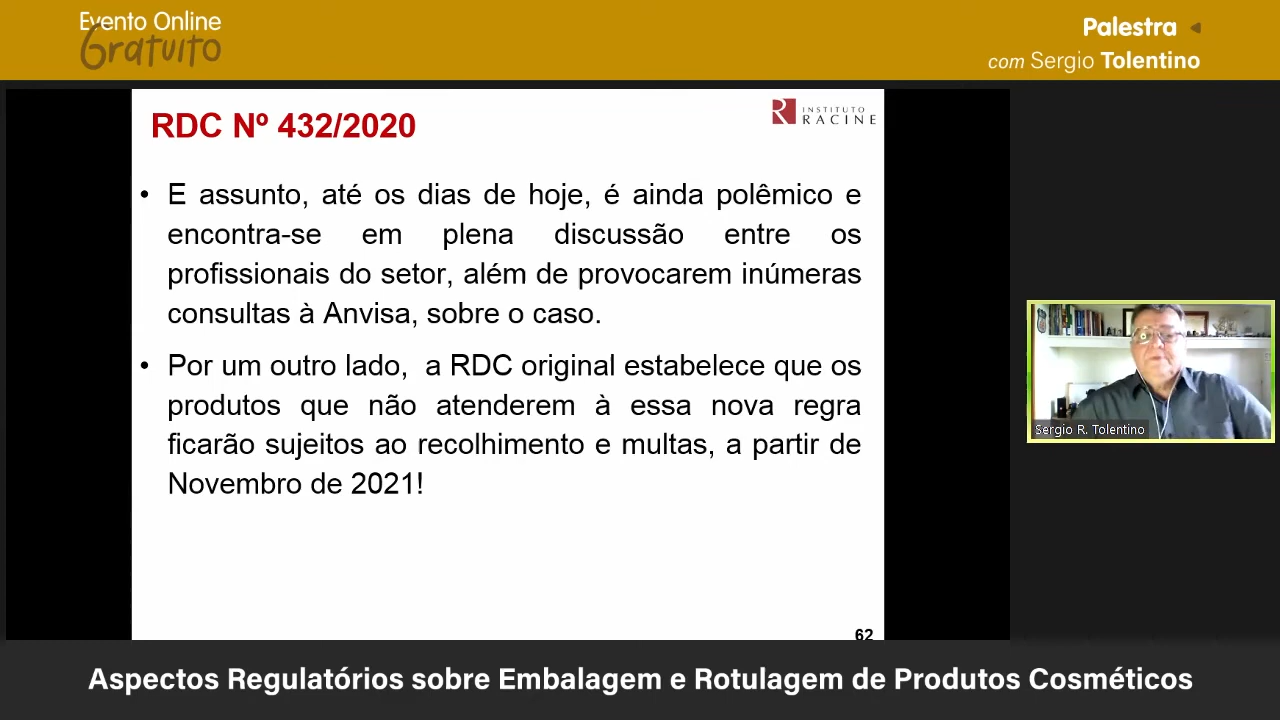 Evento Online
Gratuito
Palestra
com Sergio Tolentino
RDC Nº 432/2020
INSTITUTO
RACINE
• E assunto, até os dias de hoje, é ainda polêmico e
encontra-se em plena discussão entre os
profissionais do setor, além de provocarem inúmeras
consultas à Anvisa, sobre o caso.
• Por um outro lado, a RDC original estabelece que os
produtos que não atenderem à essa nova regra
ficarão sujeitos ao recolhimento e multas, a partir de
Novembro de 2021!
62
Sergio R. Tolentino
Aspectos Regulatórios sobre Embalagem e Rotulagem de Produtos Cosméticos